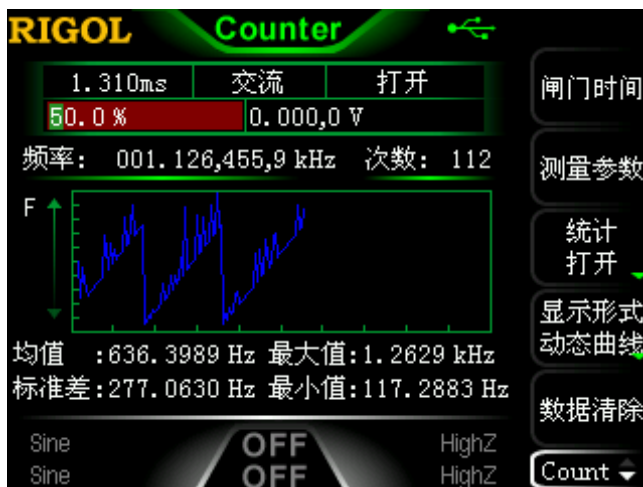 RIGOL Counter
1.310ms 交流 打开
50.0 % 0.000,0 V
频率: 001.126,455,9 kHz 次数: 112
F
均值 :636.3989 Hz 最大值:1.2629 kHz
标准差:277.0630 Hz 最小值:117.2883 Hz
Sine OFF HighZ
Sine OFF HighZ
闸门时间
测量参数
统计
打开
显示形式
动态曲线
数据清除
Count